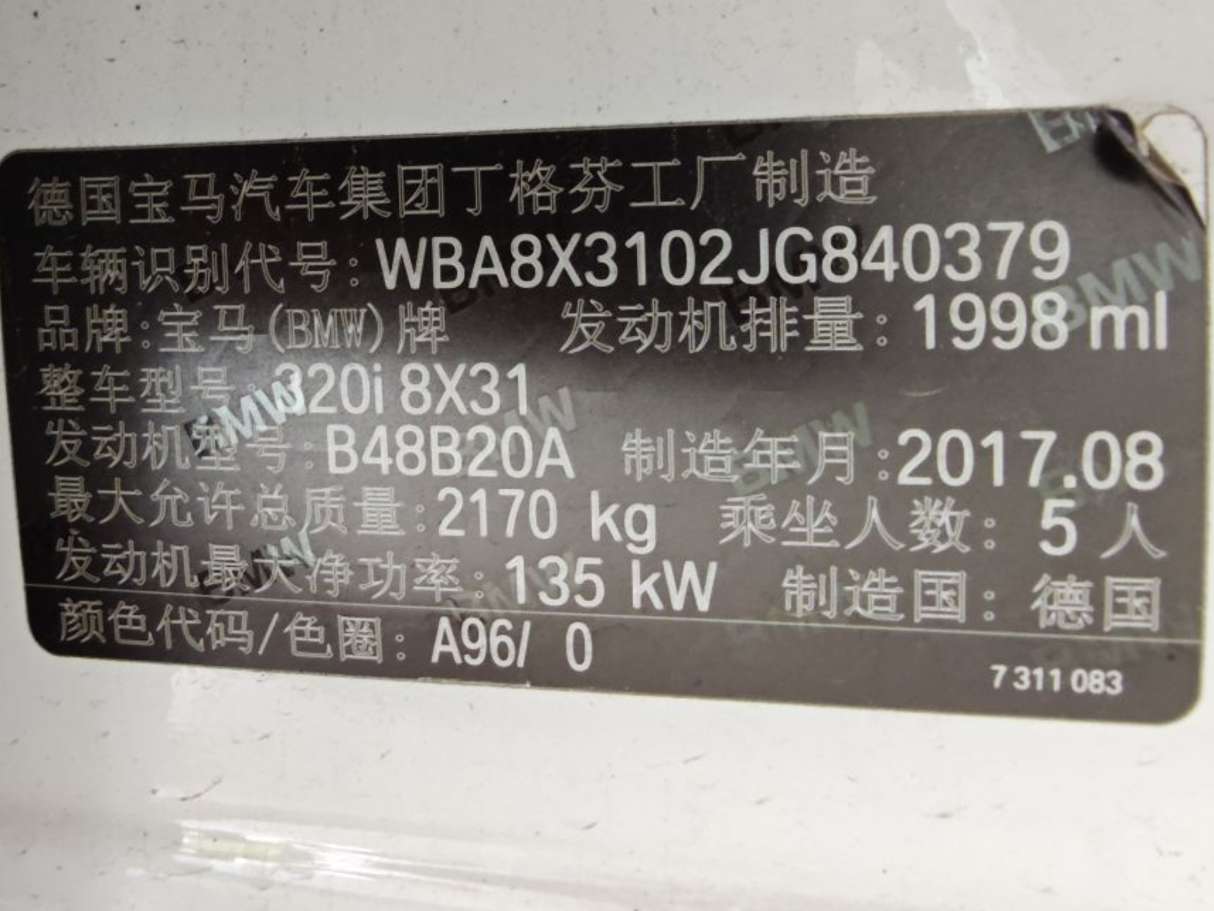 德国宝马汽车集团丁格芬工厂制造
车辆识别代号：WBA8X3102JG840379
品牌：宝马(BMW)牌 发动机排量：1998 ml
整车型号：320i 8X31
发动机型号：B48B20A 制造年月：2017.08
最大允许总质量：2170 kg 乘坐人数：5 人
发动机最大净功率：135 kW 制造国：德国
颜色代码/色圈：A96/ 0
7 311 083